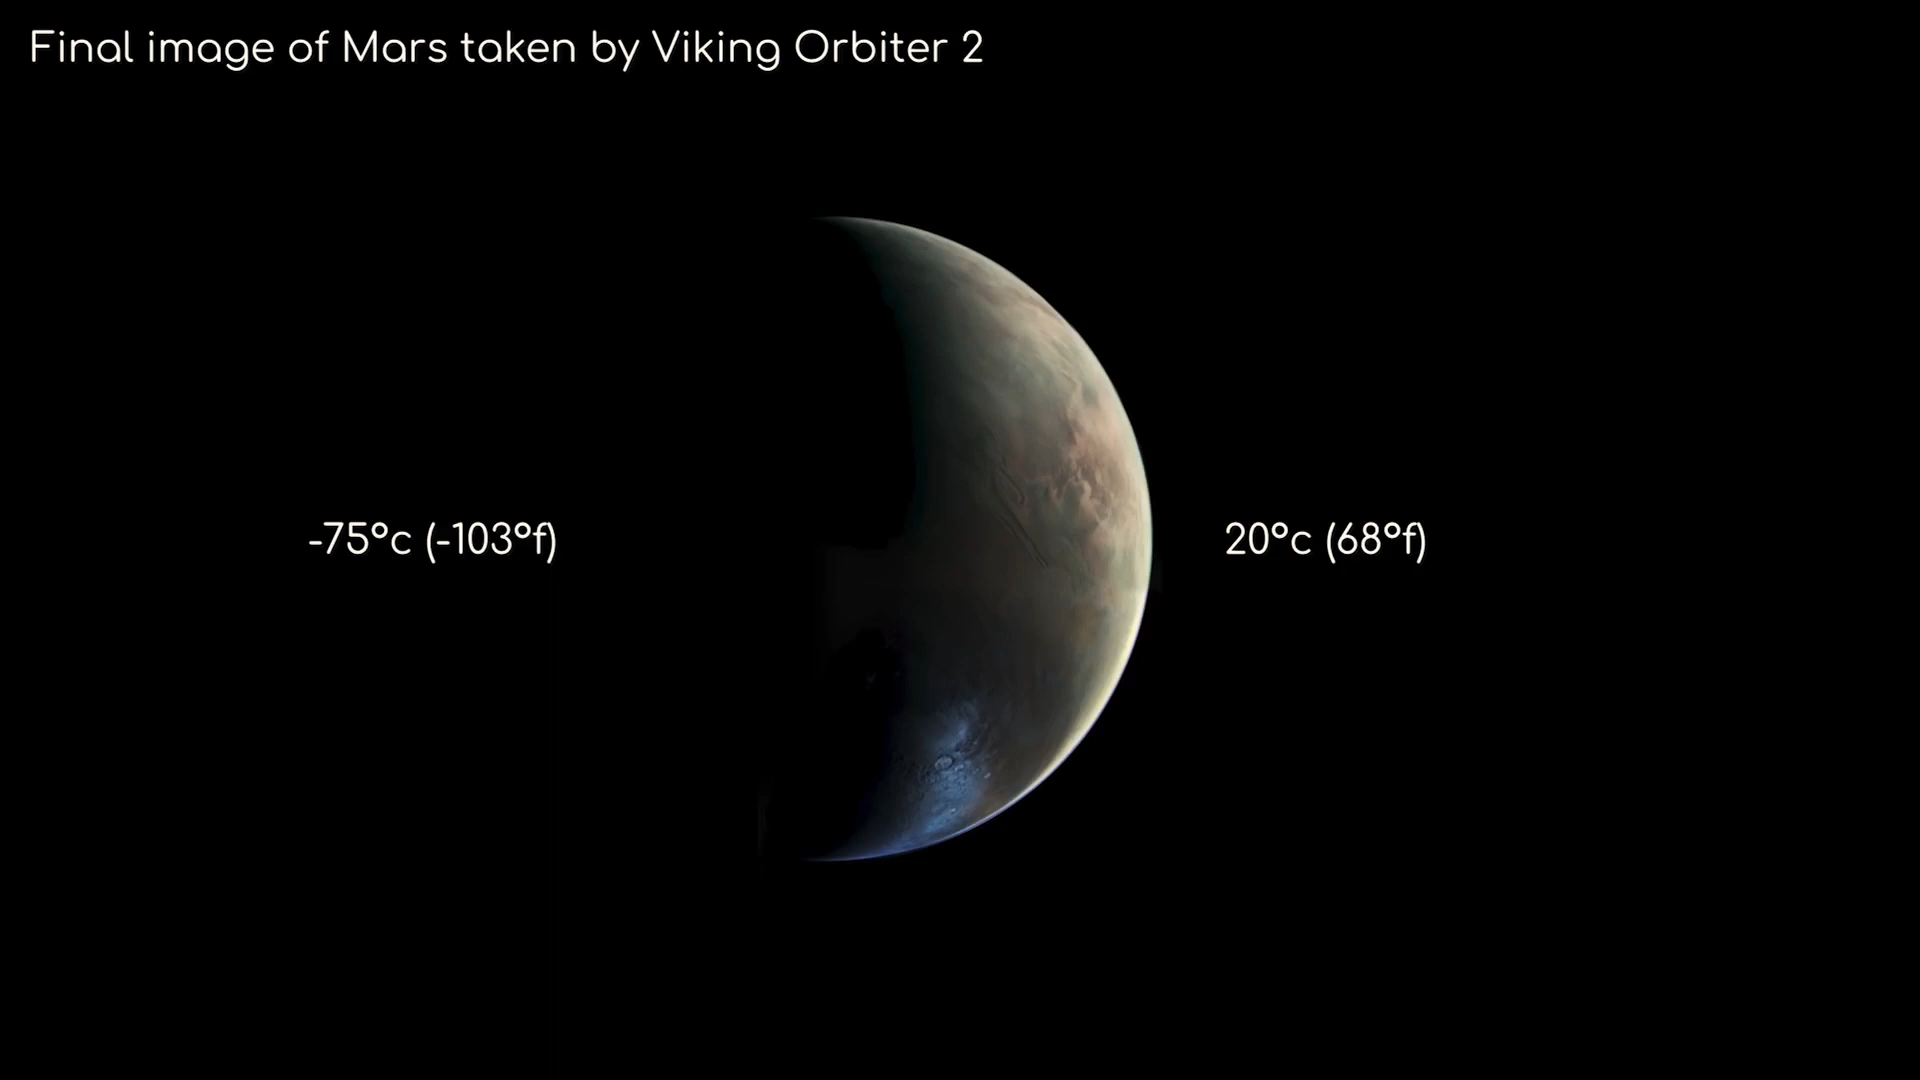 Final image of Mars taken by Viking Orbiter 2
-75°c (-103°f)
20°c (68°f)